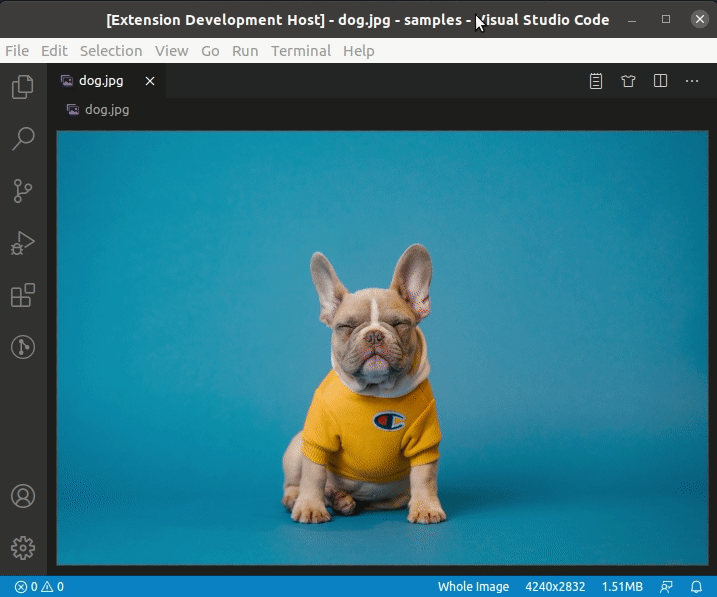 [Extension Development Host] - dog.jpg - samples - Visual Studio Code
File Edit Selection View Go Run Terminal Help
dog.jpg
dog.jpg
0 0 Whole Image 4240x2832 1.51MB